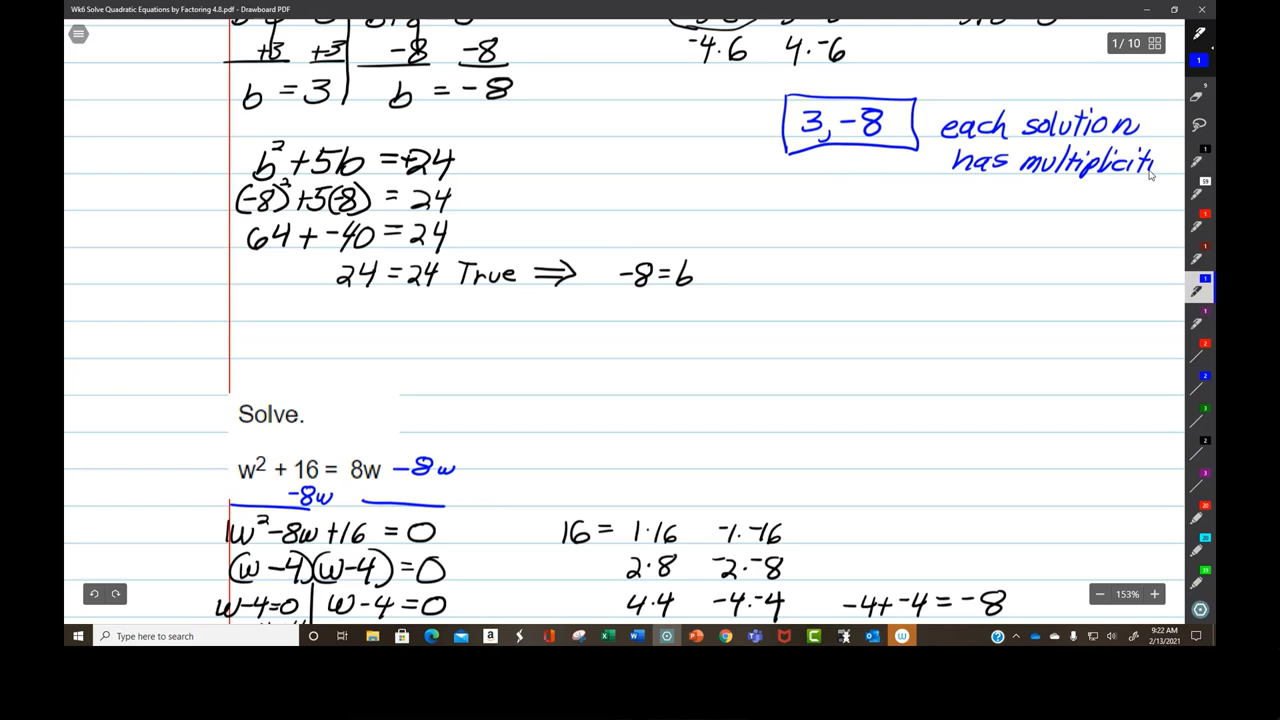 Wk6 Solve Quadratic Equations by Factoring 4.8.pdf - Drawboard PDF
1/10
+3 +3 -8 -8
-4·6 4·-6
b = 3 b = -8
3, -8 each solution
has multiplicit
b² + 5b = 24
(-8)² + 5(-8) = 24
64 + -40 = 24
24 = 24 True ⇒ -8 = b
Solve.
w² + 16 = 8w -8w
-8w
1w² - 8w + 16 = 0 16 = 1·16 -1·-16
(w - 4)(w - 4) = 0 2·8 -2·-8
w - 4 = 0 w - 4 = 0 4·4 -4·-4 -4 + -4 = -8
153%
Type here to search
9:22 AM
2/13/2021